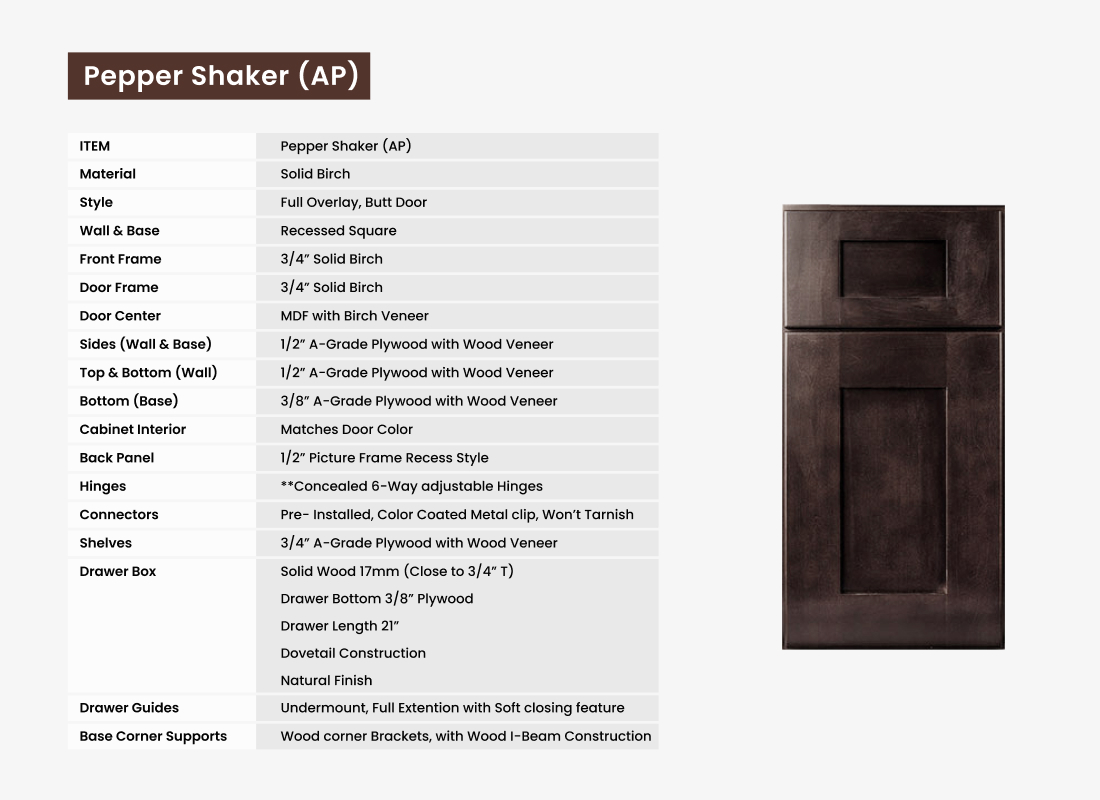 Pepper Shaker (AP)
ITEM Pepper Shaker (AP)
Material Solid Birch
Style Full Overlay, Butt Door
Wall & Base Recessed Square
Front Frame 3/4” Solid Birch
Door Frame 3/4” Solid Birch
Door Center MDF with Birch Veneer
Sides (Wall & Base) 1/2” A-Grade Plywood with Wood Veneer
Top & Bottom (Wall) 1/2” A-Grade Plywood with Wood Veneer
Bottom (Base) 3/8” A-Grade Plywood with Wood Veneer
Cabinet Interior Matches Door Color
Back Panel 1/2” Picture Frame Recess Style
Hinges **Concealed 6-Way adjustable Hinges
Connectors Pre- Installed, Color Coated Metal clip, Won’t Tarnish
Shelves 3/4” A-Grade Plywood with Wood Veneer
Drawer Box Solid Wood 17mm (Close to 3/4” T)
Drawer Bottom 3/8” Plywood
Drawer Length 21”
Dovetail Construction
Natural Finish
Drawer Guides Undermount, Full Extention with Soft closing feature
Base Corner Supports Wood corner Brackets, with Wood I-Beam Construction